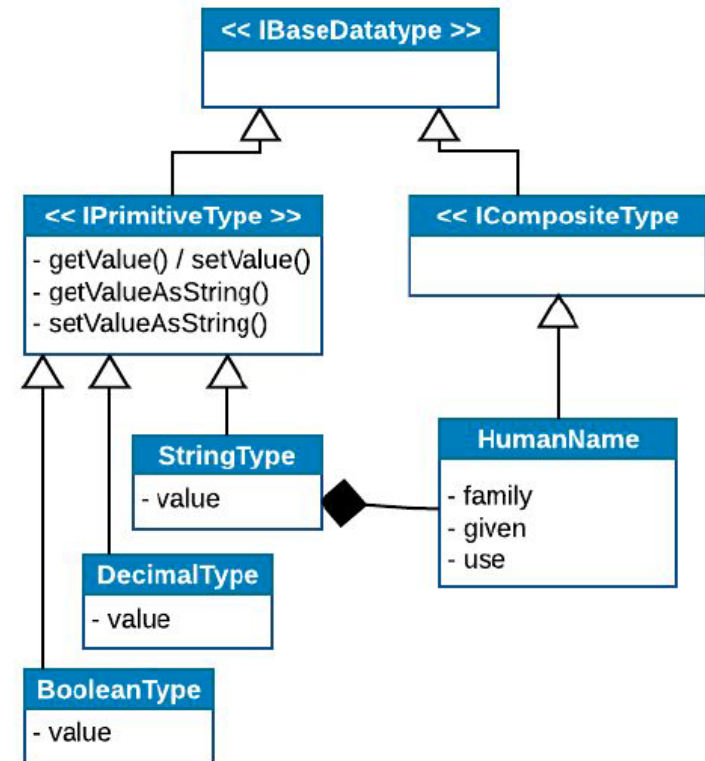 << IBaseDatatype >>
<< IPrimitiveType >>
- getValue() / setValue()
- getValueAsString()
- setValueAsString()
<< ICompositeType
StringType
- value
HumanName
- family
- given
- use
DecimalType
- value
BooleanType
- value